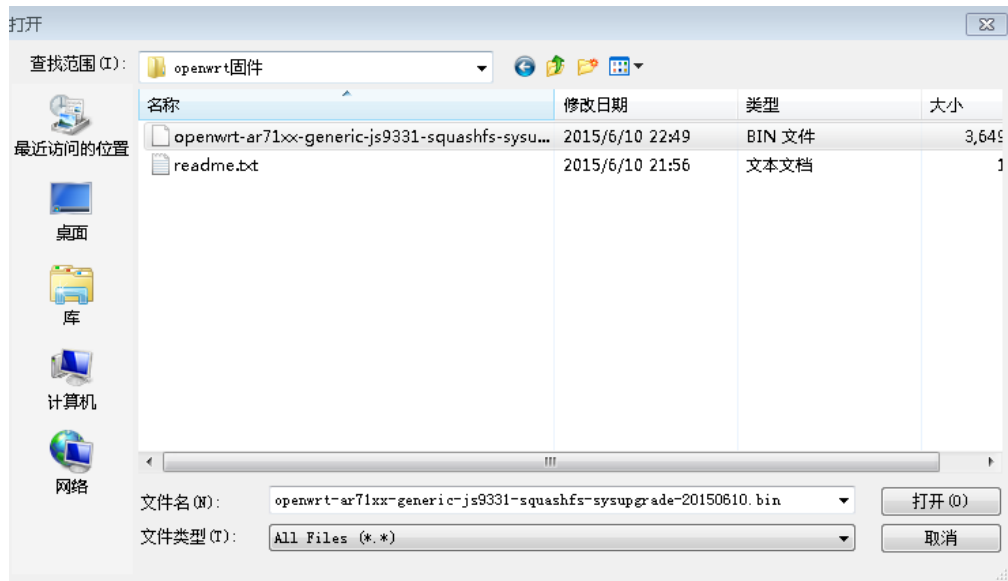 打开
查找范围(I):
openwrt固件
名称 修改日期 类型 大小
openwrt-ar71xx-generic-js9331-squashfs-sysu... 2015/6/10 22:49 BIN 文件 3,649
readme.txt 2015/6/10 21:56 文本文档 1
最近访问的位置
桌面
库
计算机
网络
文件名(N): openwrt-ar71xx-generic-js9331-squashfs-sysupgrade-20150610.bin 打开(O)
文件类型(T): All Files (*.*) 取消